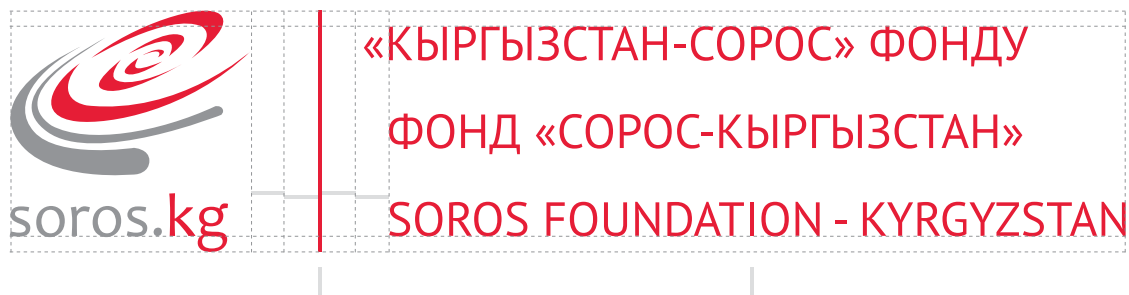 «КЫРГЫЗСТАН-СОРОС» ФОНДУ
ФОНД «СОРОС-КЫРГЫЗСТАН»
SOROS FOUNDATION - KYRGYZSTAN
soros.kg